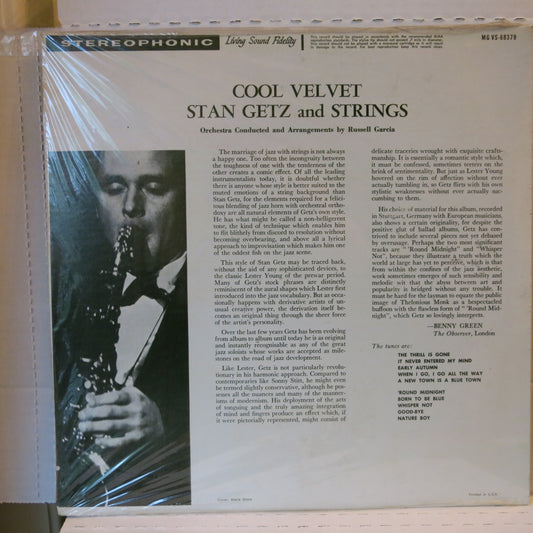 STEREOPHONIC
Living Sound Fidelity
MG VS-68379
COOL VELVET
STAN GETZ and STRINGS
Orchestra Conducted and Arrangements by Russell Garcia
The marriage of jazz with strings is not always
a happy one. Too often the incongruity between
the toughness of one with the tenderness of the
other creates a comic effect. Of all the leading
instrumentalists today, it is doubtful whether
there is anyone whose style is better suited to the
muted emotions of a string background than
Stan Getz, for the elements required for a felici-
tous blending of jazz horn with orchestral ortho-
doxy are all natural elements of Getz's own style.
He has what might be called a non-belligerent
tone, the kind of technique which enables him
to flit blithely from discord to resolution without
becoming overbearing, and above all a lyrical
approach to improvisation which makes him one
of the oddest fish on the jazz scene.
This style of Stan Getz may be traced back,
without the aid of any sophisticated devices, to
the classic Lester Young of the prewar period.
Many of Getz's stock phrases are distinctly
reminiscent of the aural shapes which Lester first
introduced into the jazz vocabulary. But as occa-
sionally happens with derivative artists of un-
usual creative power, the derivation itself be-
comes an original thing through the sheer force
of the artist's personality.
Over the last few years Getz has been evolving
from album to album until today he is as original
and instantly recognisable as any of the great
jazz soloists whose works are accepted as mile-
stones on the road of jazz development.
Like Lester, Getz is not particularly revolu-
tionary in his harmonic approach. Compared to
contemporaries like Sonny Stitt, he might even
be termed slightly conservative, although he pos-
sesses all the nuances and many of the manner-
isms of modernism. His deployment of the arts
of tonguing and the truly amazing integration
of mind and fingers produce an effect which, if
it were pictorially represented, might consist of
delicate traceries wrought with exquisite crafts-
manship. It is essentially a romantic style which,
it must be confessed, sometimes teeters on the
brink of sentimentality. But just as Lester Young
hovered on the rim of affection without ever
actually tumbling in, so Getz flirts with his own
stylistic weaknesses without ever actually suc-
cumbing to them.
His choice of material for this album, recorded
in Stuttgart, Germany with European musicians,
also shows a certain originality, for despite the
positive glut of ballad albums, Getz has con-
trived to include several pieces not yet debased
by overusage. Perhaps the two most significant
tracks are "'Round Midnight" and "Whisper
Not", because they illustrate a truth which the
world at large has yet to perceive, which is that
from within the confines of the jazz aesthetic,
work sometimes emerges of such sensibility and
melodic wit that the abyss between art and
popularity is bridged without any trouble. It
must be hard for the layman to equate the public
image of Thelonious Monk as a bespectacled
buffoon with the flawless form of "'Round Mid-
night", which Getz so lovingly interprets.
—BENNY GREEN
The Observer, London
The tunes are:
THE THRILL IS GONE
IT NEVER ENTERED MY MIND
EARLY AUTUMN
WHEN I GO, I GO ALL THE WAY
A NEW TOWN IS A BLUE TOWN
'ROUND MIDNIGHT
BORN TO BE BLUE
WHISPER NOT
GOOD-BYE
NATURE BOY
Printed in U.S.A.